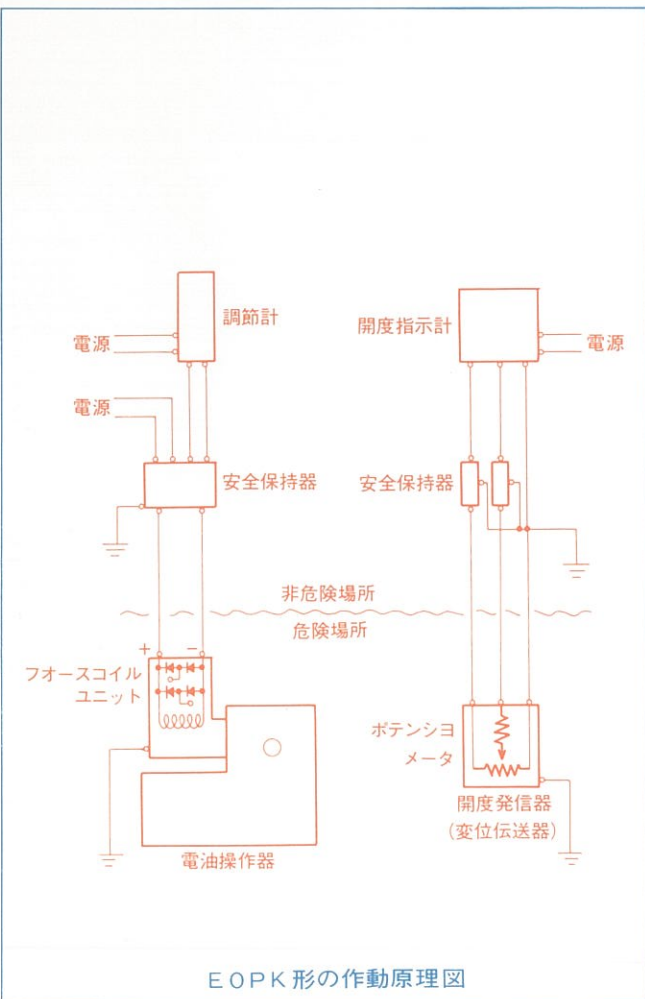 調節計
電源
電源
安全保持器
開度指示計
電源
安全保持器
非危険場所
危険場所
+ −
フオースコイル
ユニット
電油操作器
ポテンシヨ
メータ
開度発信器
(変位伝送器)
EOPK形の作動原理図